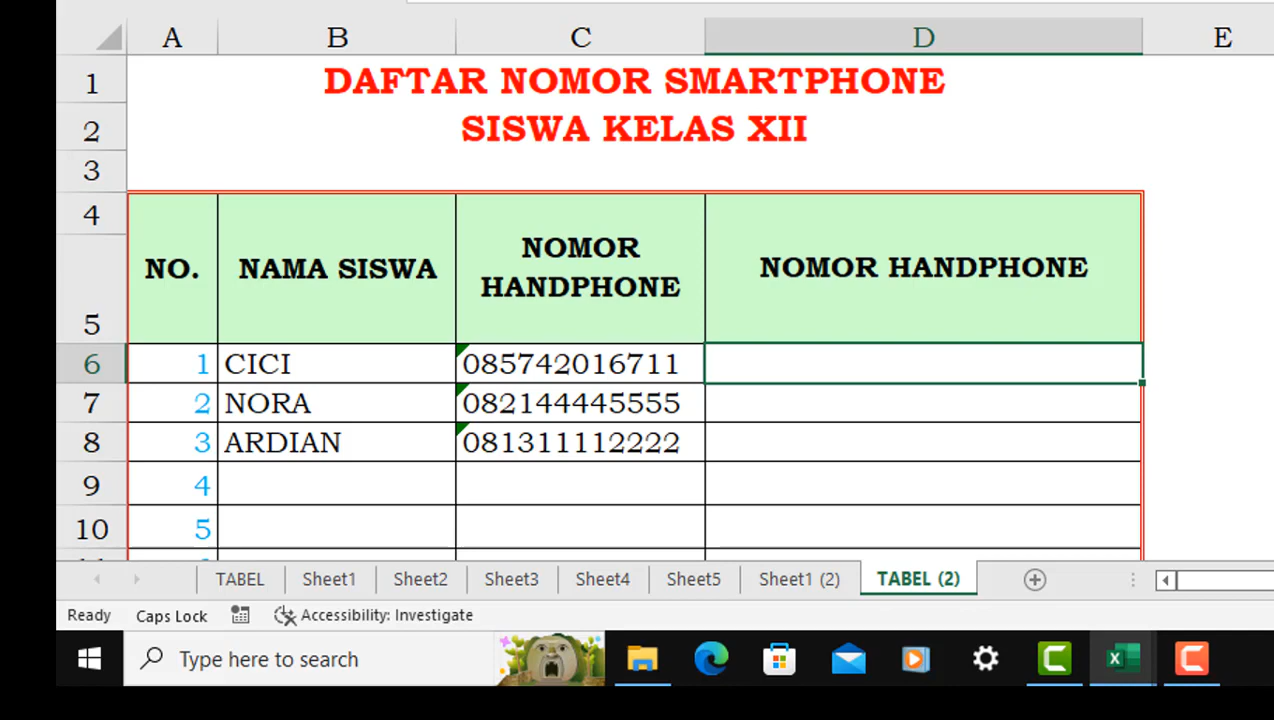 A B C D E
1 DAFTAR NOMOR SMARTPHONE
2 SISWA KELAS XII
3
4
NO. NAMA SISWA NOMOR HANDPHONE NOMOR HANDPHONE
5
6 1 CICI 085742016711
7 2 NORA 082144445555
8 3 ARDIAN 081311112222
9 4
10 5
TABEL Sheet1 Sheet2 Sheet3 Sheet4 Sheet5 Sheet1 (2) TABEL (2)
Ready Caps Lock Accessibility: Investigate
Type here to search